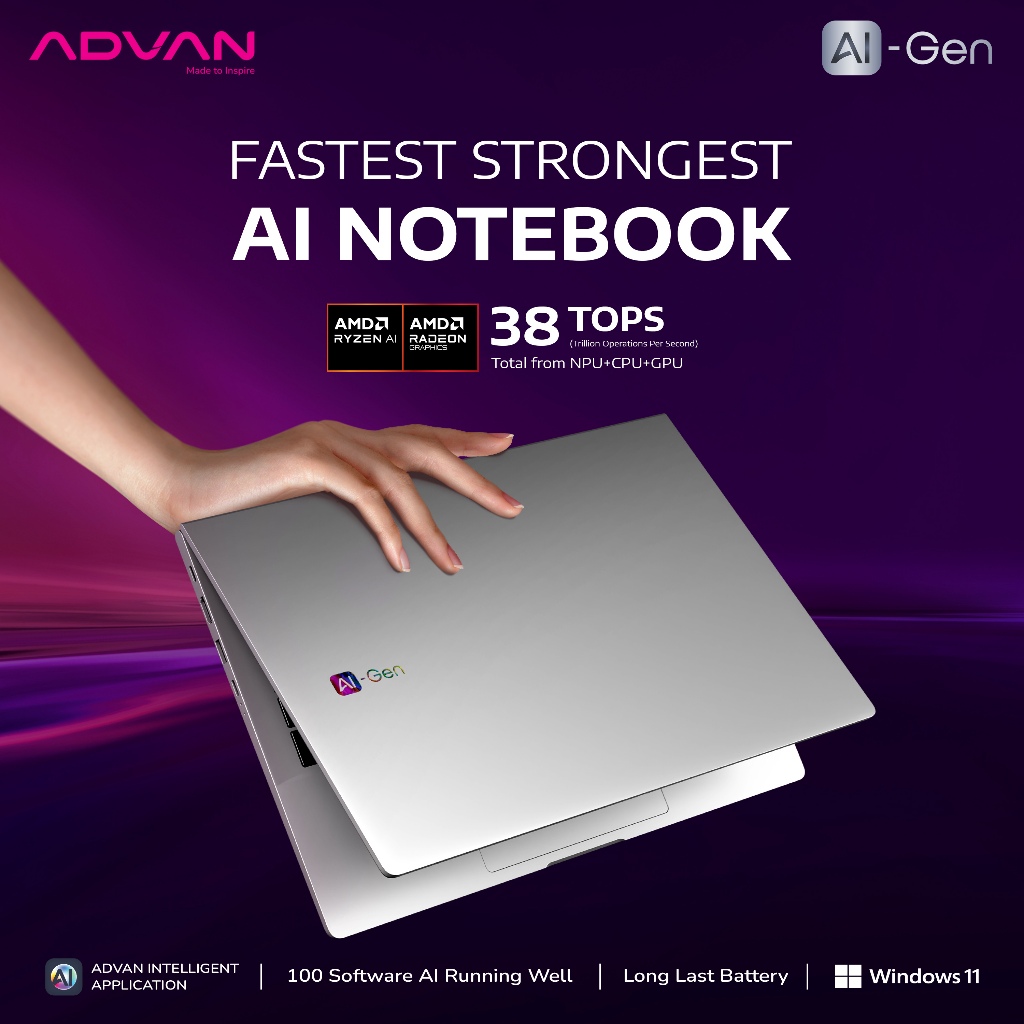 ADVAN
Made to Inspire
AI-Gen
FASTEST STRONGEST
AI NOTEBOOK
AMD
RYZEN AI
AMD
RADEON
GRAPHICS
38 TOPS
(Trillion Operations Per Second)
Total from NPU+CPU+GPU
AI-Gen
AI
ADVAN INTELLIGENT
APPLICATION
100 Software AI Running Well
Long Last Battery
Windows 11